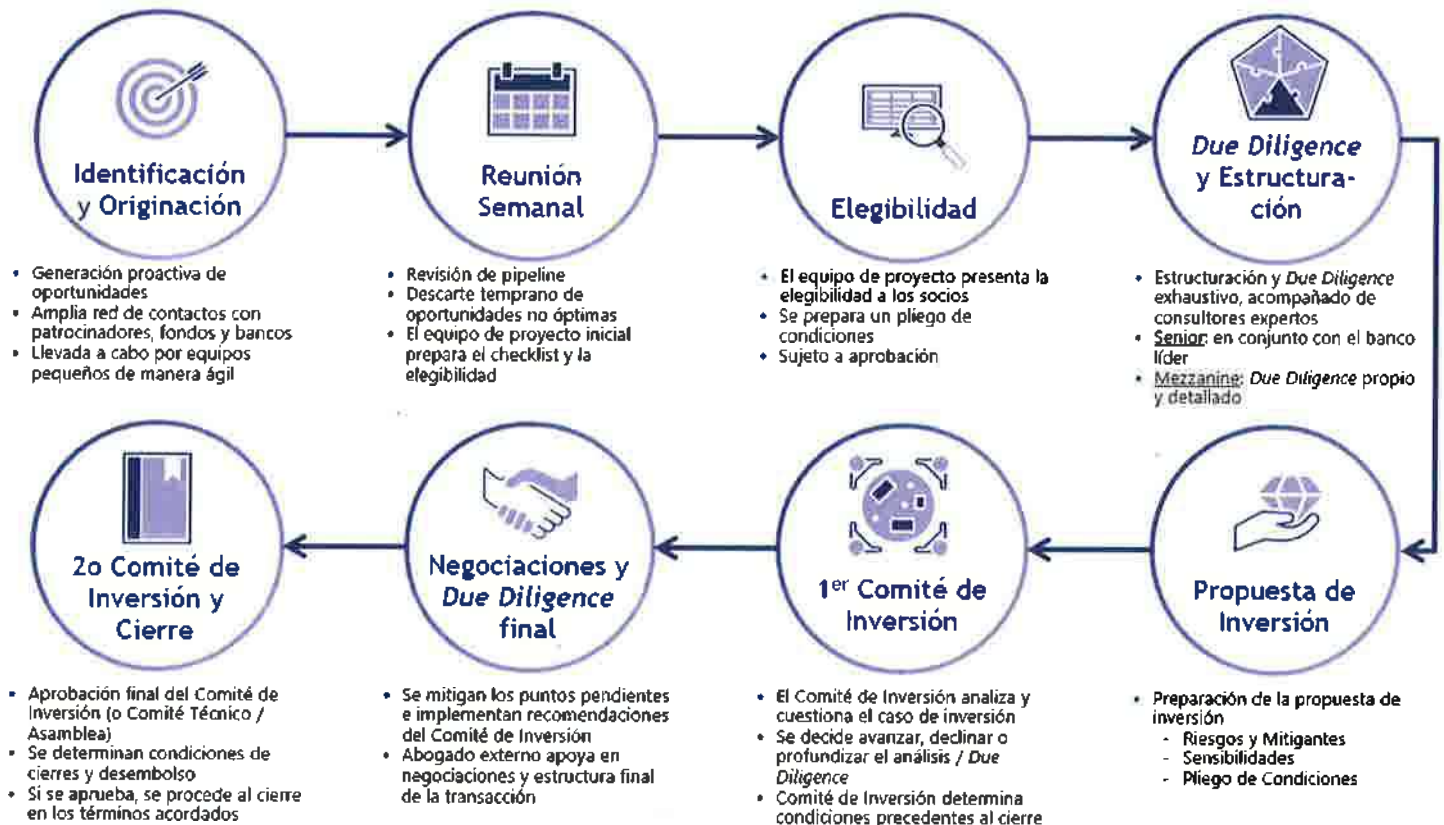 Identificación
y Originación
• Generación proactiva de
oportunidades
• Amplia red de contactos con
patrocinadores, fondos y bancos
• Llevada a cabo por equipos
pequeños de manera ágil
Reunión
Semanal
• Revisión de pipeline
• Descarte temprano de
oportunidades no óptimas
• El equipo de proyecto inicial
prepara el checklist y la
elegibilidad
Elegibilidad
• El equipo de proyecto presenta la
elegibilidad a los socios
• Se prepara un pliego de
condiciones
• Sujeto a aprobación
Due Diligence
y Estructura-
ción
• Estructuración y Due Diligence
exhaustivo, acompañado de
consultores expertos
• Senior: en conjunto con el banco
líder
• Mezzanine: Due Diligence propio
y detallado
Propuesta de
Inversión
• Preparación de la propuesta de
inversión
- Riesgos y Mitigantes
- Sensibilidades
- Pliego de Condiciones
1er Comité de
Inversión
• El Comité de Inversión analiza y
cuestiona el caso de inversión
• Se decide avanzar, declinar o
profundizar el análisis / Due
Diligence
• Comité de Inversión determina
condiciones precedentes al cierre
Negociaciones y
Due Diligence
final
• Se mitigan los puntos pendientes
e implementan recomendaciones
del Comité de Inversión
• Abogado externo apoya en
negociaciones y estructura final
de la transacción
2o Comité de
Inversión y
Cierre
• Aprobación final del Comité de
Inversión (o Comité Técnico /
Asamblea)
• Se determinan condiciones de
cierres y desembolso
• Si se aprueba, se procede al cierre
en los términos acordados